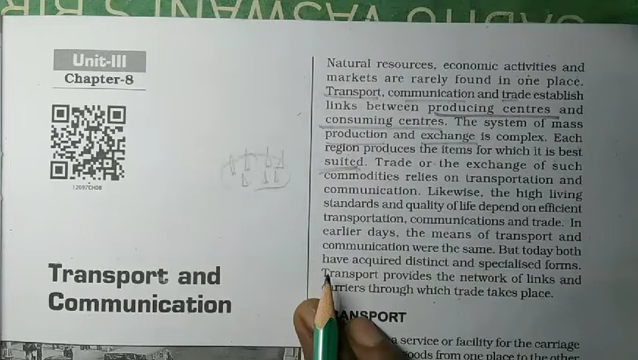 Unit-III
Chapter-8
12097CH08
Transport and
Communication
Natural resources, economic activities and
markets are rarely found in one place.
Transport, communication and trade establish
links between producing centres and
consuming centres. The system of mass
production and exchange is complex. Each
region produces the items for which it is best
suited. Trade or the exchange of such
commodities relies on transportation and
communication. Likewise, the high living
standards and quality of life depend on efficient
transportation, communications and trade. In
earlier days, the means of transport and
communication were the same. But today both
have acquired distinct and specialised forms.
Transport provides the network of links and
carriers through which trade takes place.
TRANSPORT
a service or facility for the carriage
goods from one place to the other